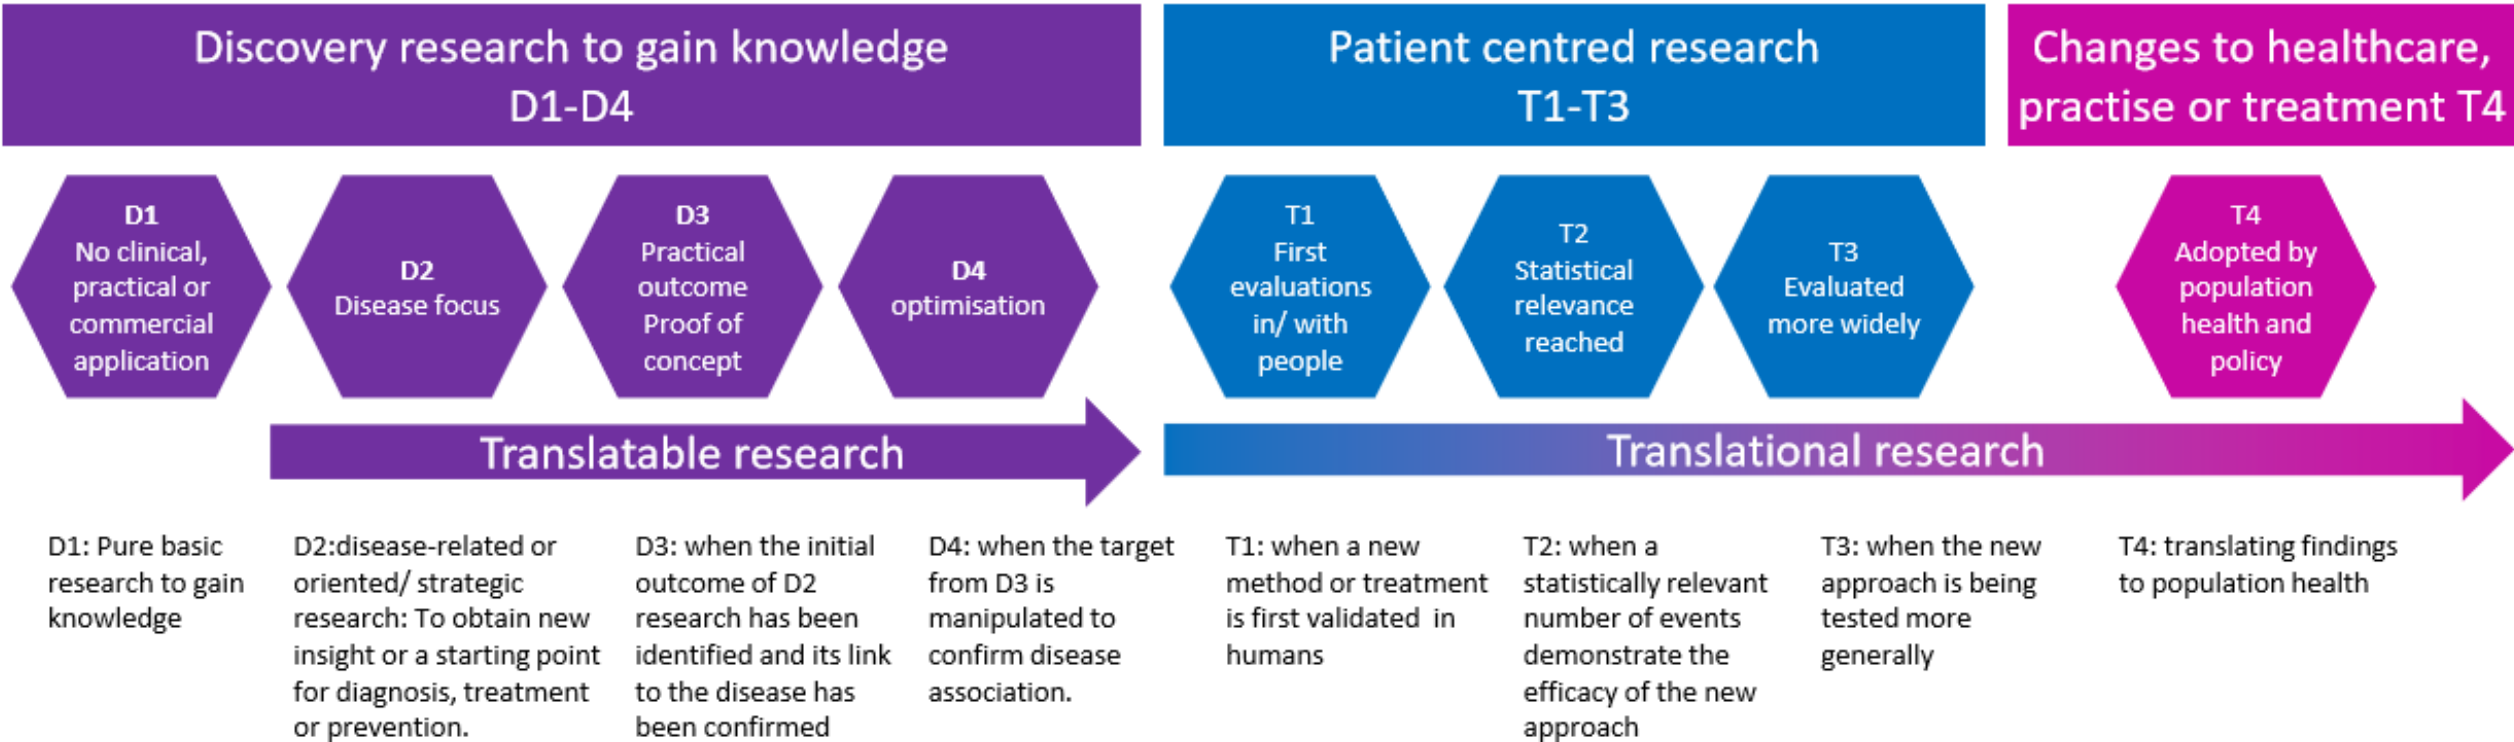 Discovery research to gain knowledge
D1-D4
Patient centred research
T1-T3
Changes to healthcare,
practise or treatment T4
D1
No clinical,
practical or
commercial
application
D2
Disease focus
D3
Practical
outcome
Proof of
concept
D4
optimisation
T1
First
evaluations
in/ with
people
T2
Statistical
relevance
reached
T3
Evaluated
more widely
T4
Adopted by
population
health and
policy
Translatable research
Translational research
D1: Pure basic
research to gain
knowledge
D2:disease-related or
oriented/ strategic
research: To obtain new
insight or a starting point
for diagnosis, treatment
or prevention.
D3: when the initial
outcome of D2
research has been
identified and its link
to the disease has
been confirmed
D4: when the target
from D3 is
manipulated to
confirm disease
association.
T1: when a new
method or treatment
is first validated in
humans
T2: when a
statistically relevant
number of events
demonstrate the
efficacy of the new
approach
T3: when the new
approach is being
tested more
generally
T4: translating findings
to population health